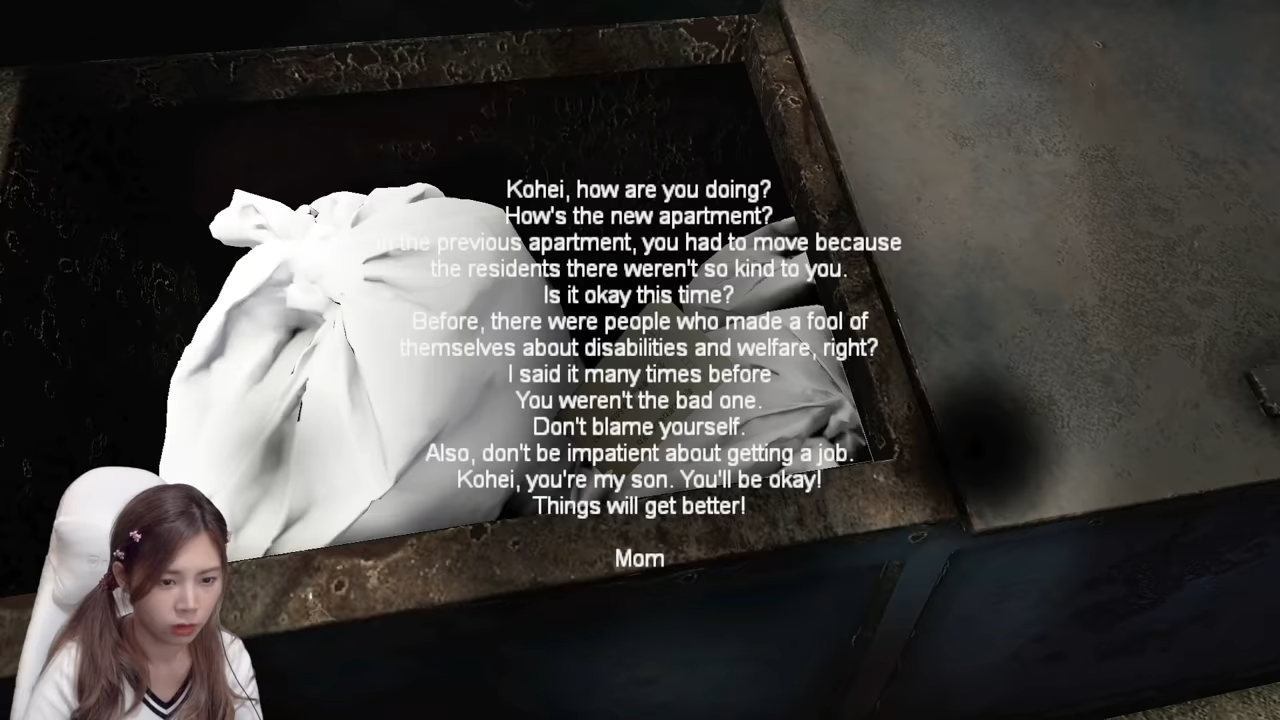 Kohei, how are you doing?
How's the new apartment?
the previous apartment, you had to move because
the residents there weren't so kind to you.
Is it okay this time?
Before, there were people who made a fool of
themselves about disabilities and welfare, right?
I said it many times before
You weren't the bad one.
Don't blame yourself.
Also, don't be impatient about getting a job.
Kohei, you're my son. You'll be okay!
Things will get better!
Mom